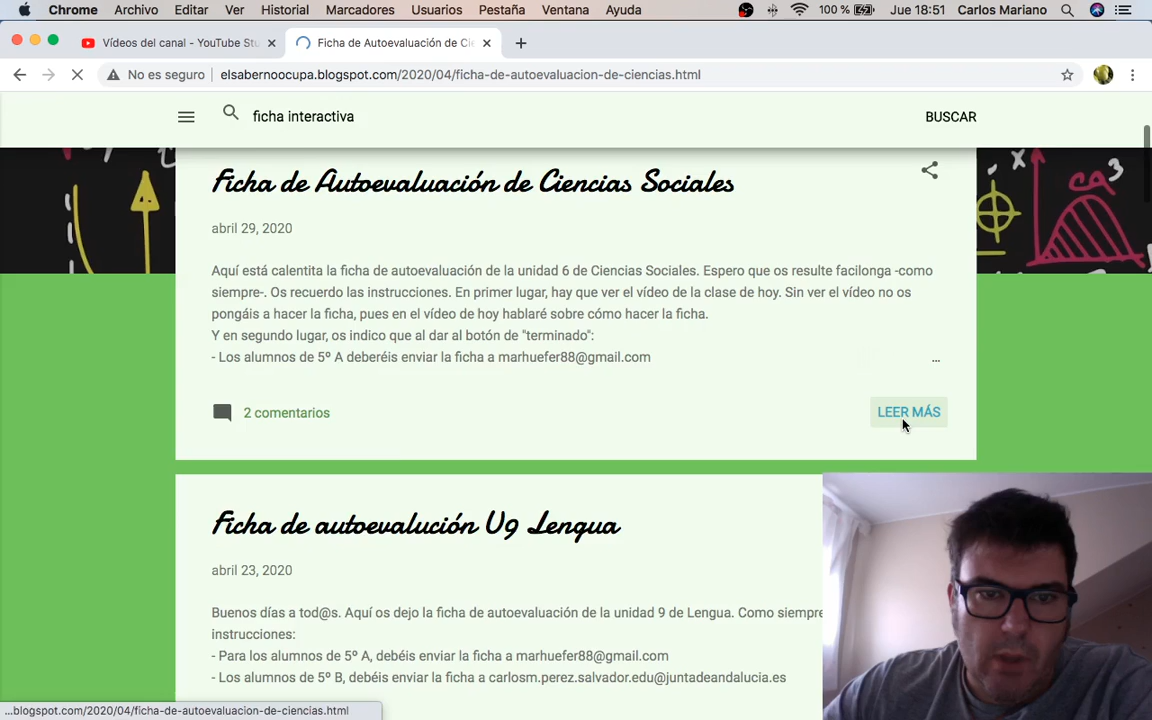 Chrome Archivo Editar Ver Historial Marcadores Usuarios Pestaña Ventana Ayuda 100 % Jue 18:51 Carlos Mariano
Vídeos del canal - YouTube Stu Ficha de Autoevaluación de Ci
No es seguro elsabernoocupa.blogspot.com/2020/04/ficha-de-autoevaluacion-de-ciencias.html
ficha interactiva BUSCAR
Ficha de Autoevaluación de Ciencias Sociales
abril 29, 2020
Aquí está calentita la ficha de autoevaluación de la unidad 6 de Ciencias Sociales. Espero que os resulte facilonga -como
siempre-. Os recuerdo las instrucciones. En primer lugar, hay que ver el vídeo de la clase de hoy. Sin ver el vídeo no os
pongáis a hacer la ficha, pues en el vídeo de hoy hablaré sobre cómo hacer la ficha.
Y en segundo lugar, os indico que al dar al botón de "terminado":
- Los alumnos de 5º A deberéis enviar la ficha a marhuefer88@gmail.com ...
2 comentarios LEER MÁS
Ficha de autoevalución U9 Lengua
abril 23, 2020
Buenos días a tod@s. Aquí os dejo la ficha de autoevaluación de la unidad 9 de Lengua. Como siempre
instrucciones:
- Para los alumnos de 5º A, debéis enviar la ficha a marhuefer88@gmail.com
- Los alumnos de 5º B, debéis enviar la ficha a carlosm.perez.salvador.edu@juntadeandalucia.es
...blogspot.com/2020/04/ficha-de-autoevaluacion-de-ciencias.html